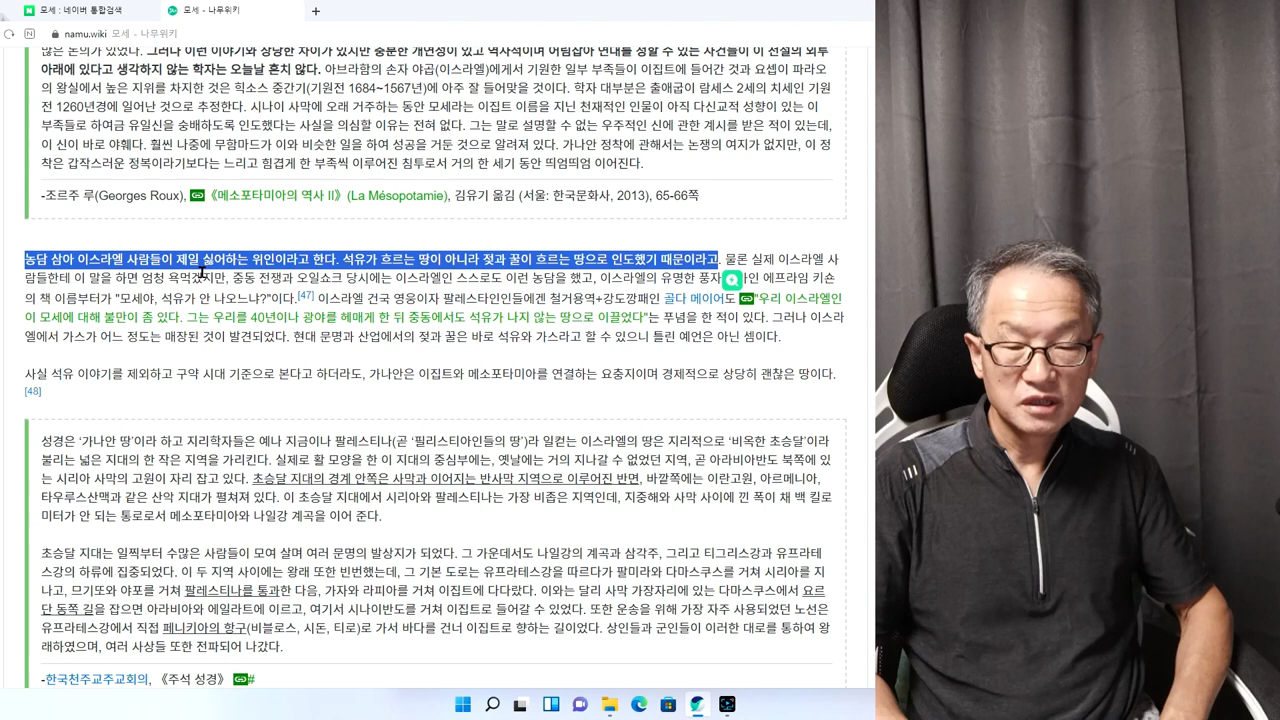 모세 : 네이버 통합검색
모세 - 나무위키
namu.wiki 모세 - 나무위키
많은 논의가 있었다. 그러나 이런 이야기와 상당한 차이가 있지만 충분한 개연성이 있고 역사적이며 어림잡아 연대를 정할 수 있는 사건들이 이 전설의 외투
아래에 있다고 생각하지 않는 학자는 오늘날 흔치 않다. 아브라함의 손자 야곱(이스라엘)에게서 기원한 일부 부족들이 이집트에 들어간 것과 요셉이 파라오
의 왕실에서 높은 지위를 차지한 것은 힉소스 중간기(기원전 1684~1567년)에 아주 잘 들어맞을 것이다. 학자 대부분은 출애굽이 람세스 2세의 치세인 기원
전 1260년경에 일어난 것으로 추정한다. 시나이 사막에 오래 거주하는 동안 모세라는 이집트 이름을 지닌 천재적인 인물이 아직 다신교적 성향이 있는 이
부족들로 하여금 유일신을 숭배하도록 인도했다는 사실을 의심할 이유는 전혀 없다. 그는 말로 설명할 수 없는 우주적인 신에 관한 계시를 받은 적이 있는데,
이 신이 바로 야훼다. 훨씬 나중에 무함마드가 이와 비슷한 일을 하여 성공을 거둔 것으로 알려져 있다. 가나안 정착에 관해서는 논쟁의 여지가 없지만, 이 정
착은 갑작스러운 정복이라기보다는 느리고 힘겹게 한 부족씩 이루어진 침투로서 거의 한 세기 동안 띄엄띄엄 이어진다.
-조르주 루(Georges Roux), 《메소포타미아의 역사 II》(La Mésopotamie), 김유기 옮김 (서울: 한국문화사, 2013), 65-66쪽
농담 삼아 이스라엘 사람들이 제일 싫어하는 위인이라고 한다. 석유가 흐르는 땅이 아니라 젖과 꿀이 흐르는 땅으로 인도했기 때문이라고. 물론 실제 이스라엘 사
람들한테 이 말을 하면 엄청 욕먹겠지만, 중동 전쟁과 오일쇼크 당시에는 이스라엘인 스스로도 이런 농담을 했고, 이스라엘의 유명한 풍자 인 에프라임 키숀
의 책 이름부터가 "모세야, 석유가 안 나오느냐?"이다.[47] 이스라엘 건국 영웅이자 팔레스타인인들에겐 철거용역+강도깡패인 골다 메이어도 "우리 이스라엘인
이 모세에 대해 불만이 좀 있다. 그는 우리를 40년이나 광야를 헤매게 한 뒤 중동에서도 석유가 나지 않는 땅으로 이끌었다"는 푸념을 한 적이 있다. 그러나 이스라
엘에서 가스가 어느 정도는 매장된 것이 발견되었다. 현대 문명과 산업에서의 젖과 꿀은 바로 석유와 가스라고 할 수 있으니 틀린 예언은 아닌 셈이다.
사실 석유 이야기를 제외하고 구약 시대 기준으로 본다고 하더라도, 가나안은 이집트와 메소포타미아를 연결하는 요충지이며 경제적으로 상당히 괜찮은 땅이다.
[48]
성경은 '가나안 땅'이라 하고 지리학자들은 예나 지금이나 팔레스티나(곧 '필리스티아인들의 땅')라 일컫는 이스라엘의 땅은 지리적으로 '비옥한 초승달'이라
불리는 넓은 지대의 한 작은 지역을 가리킨다. 실제로 활 모양을 한 이 지대의 중심부에는, 옛날에는 거의 지나갈 수 없었던 지역, 곧 아라비아반도 북쪽에 있
는 시리아 사막의 고원이 자리 잡고 있다. 초승달 지대의 경계 안쪽은 사막과 이어지는 반사막 지역으로 이루어진 반면, 바깥쪽에는 이란고원, 아르메니아,
타우루스산맥과 같은 산악 지대가 펼쳐져 있다. 이 초승달 지대에서 시리아와 팔레스티나는 가장 비좁은 지역인데, 지중해와 사막 사이에 낀 폭이 채 백 킬로
미터가 안 되는 통로로서 메소포타미아와 나일강 계곡을 이어 준다.
초승달 지대는 일찍부터 수많은 사람들이 모여 살며 여러 문명의 발상지가 되었다. 그 가운데서도 나일강의 계곡과 삼각주, 그리고 티그리스강과 유프라테
스강의 하류에 집중되었다. 이 두 지역 사이에는 왕래 또한 빈번했는데, 그 기본 도로는 유프라테스강을 따르다가 팔미라와 다마스쿠스를 거쳐 시리아를 지
나고, 므기또와 야포를 거쳐 팔레스티나를 통과한 다음, 가자와 라피아를 거쳐 이집트에 다다랐다. 이와는 달리 사막 가장자리에 있는 다마스쿠스에서 요르
단 동쪽 길을 잡으면 아라비아와 에일라트에 이르고, 여기서 시나이반도를 거쳐 이집트로 들어갈 수 있었다. 또한 운송을 위해 가장 자주 사용되었던 노선은
유프라테스강에서 직접 페니키아의 항구(비블로스, 시돈, 티로)로 가서 바다를 건너 이집트로 향하는 길이었다. 상인들과 군인들이 이러한 대로를 통하여 왕
래하였으며, 여러 사상들 또한 전파되어 나갔다.
-한국천주교주교회의, 《주석 성경》 #